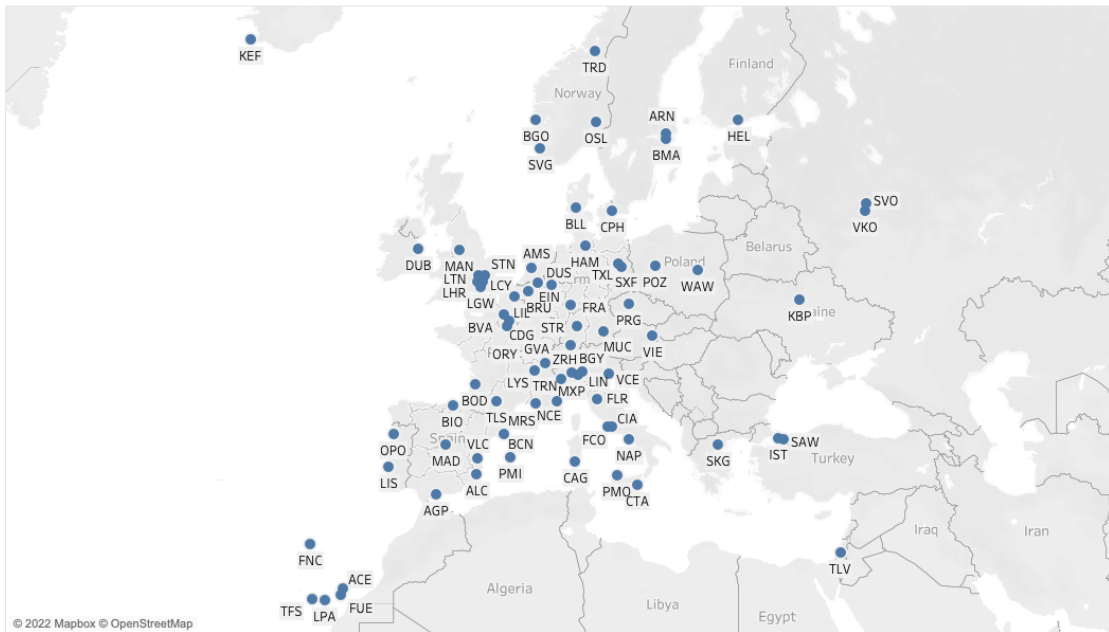 KEF
TRD
Finland
Norway
ARN
BGO
OSL
HEL
BMA
SVG
SVO
VKO
BLL
CPH
Belarus
DUB
MAN
STN
AMS
HAM
Poland
LTN
LCY
DUS
TXL
SXF
POZ
WAW
LHR
LGW
EIN
BRU
LIL
FRA
PRG
KBP
aine
BVA
CDG
STR
ORY
GVA
ZRH
BGY
MUC
VIE
LYS
TRN
MXP
LIN
VCE
BOD
BIO
TLS
MRS
NCE
FLR
CIA
OPO
Spain
VLC
BCN
FCO
MAD
NAP
SKG
IST
SAW
Turkey
LIS
ALC
PMI
CAG
PMO
CTA
AGP
Iraq
Iran
FNC
TLV
ACE
Algeria
TFS
LPA
FUE
Libya
Egypt
© 2022 Mapbox © OpenStreetMap